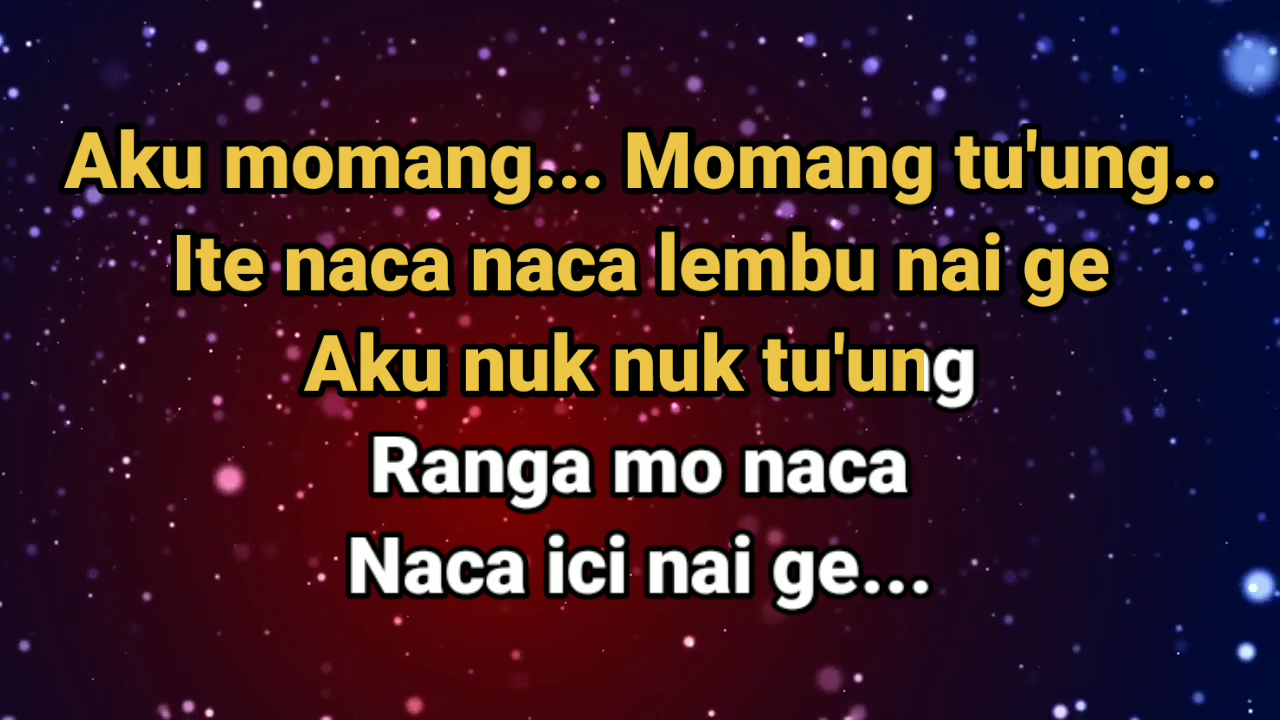 Aku momang... Momang tu'ung..
Ite naca naca lembu nai ge
Aku nuk nuk tu'ung
Ranga mo naca
Naca ici nai ge...